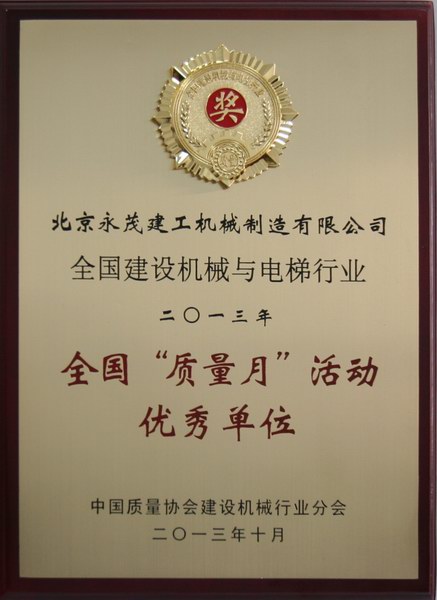 奖
北京永茂建工机械制造有限公司
全国建设机械与电梯行业
二〇一三年
全国“质量月”活动
优秀单位
中国质量协会建设机械行业分会
二〇一三年十月